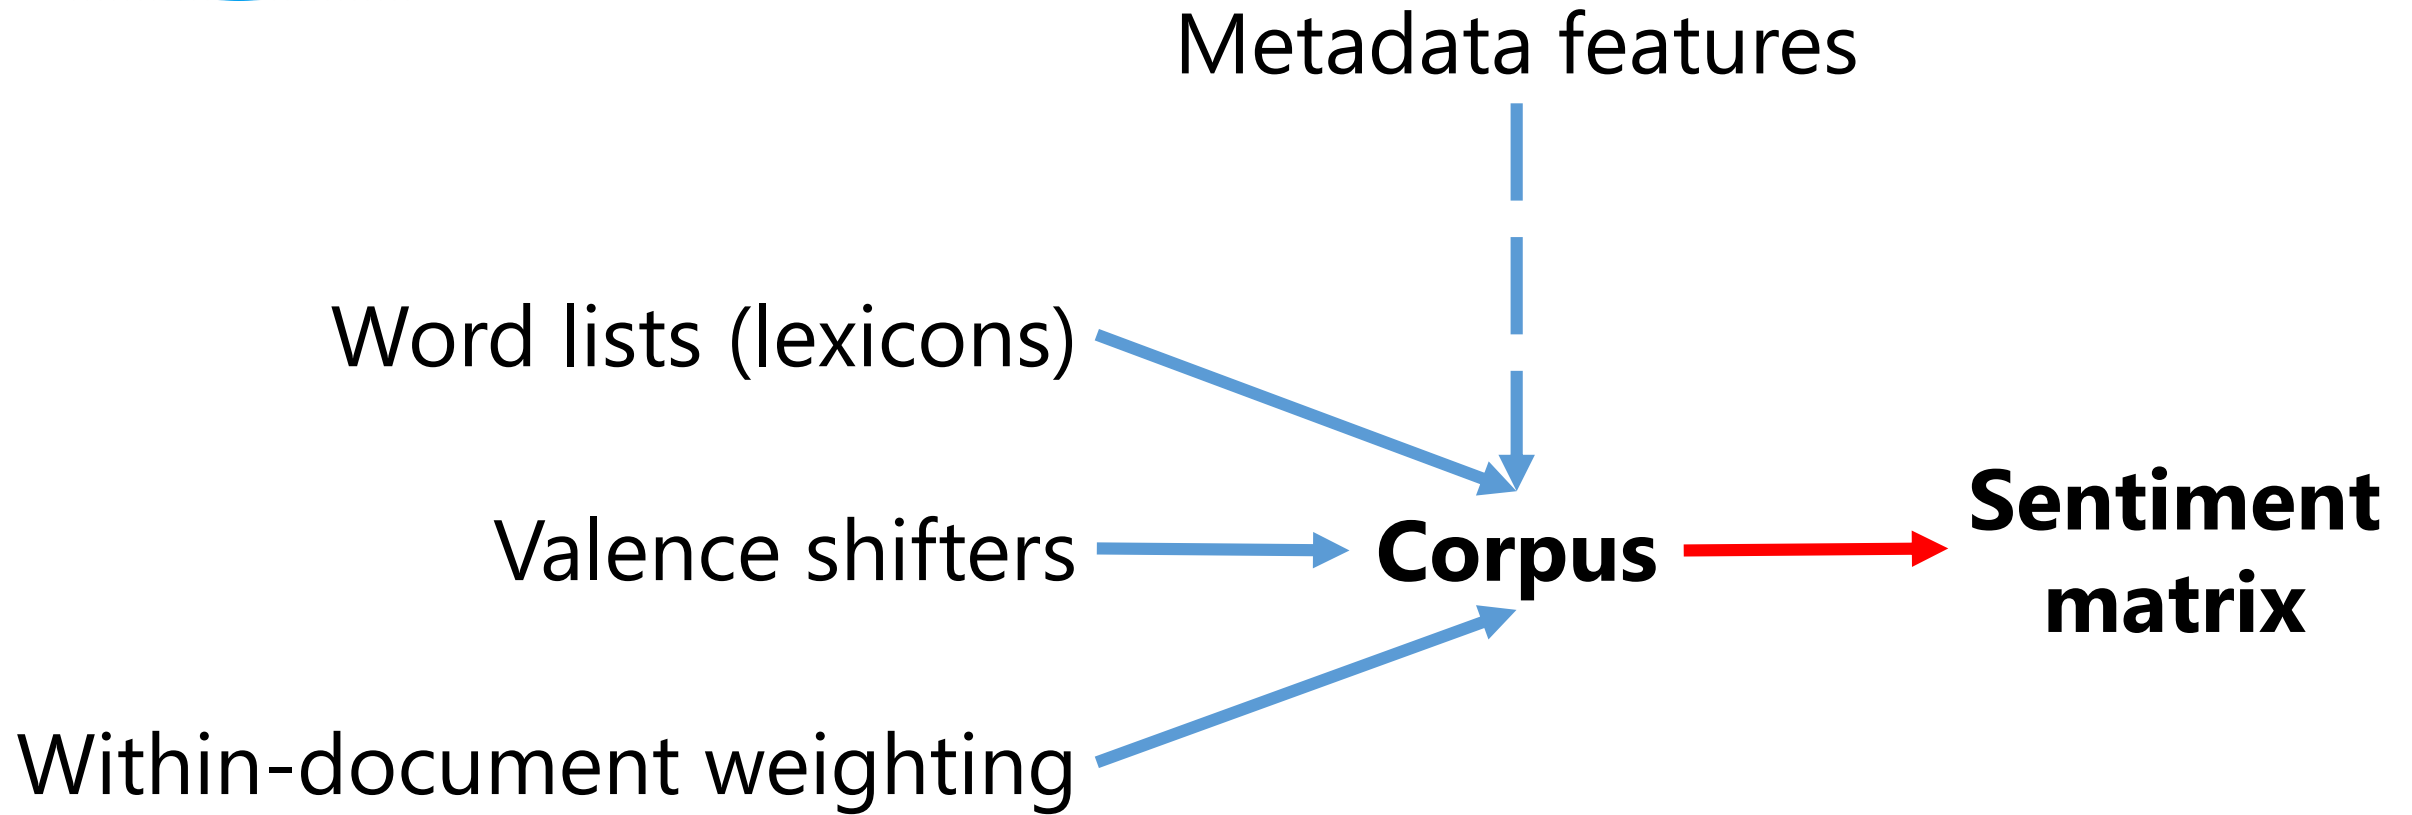 Metadata features
Word lists (lexicons)
Valence shifters
Corpus
Sentiment
matrix
Within-document weighting